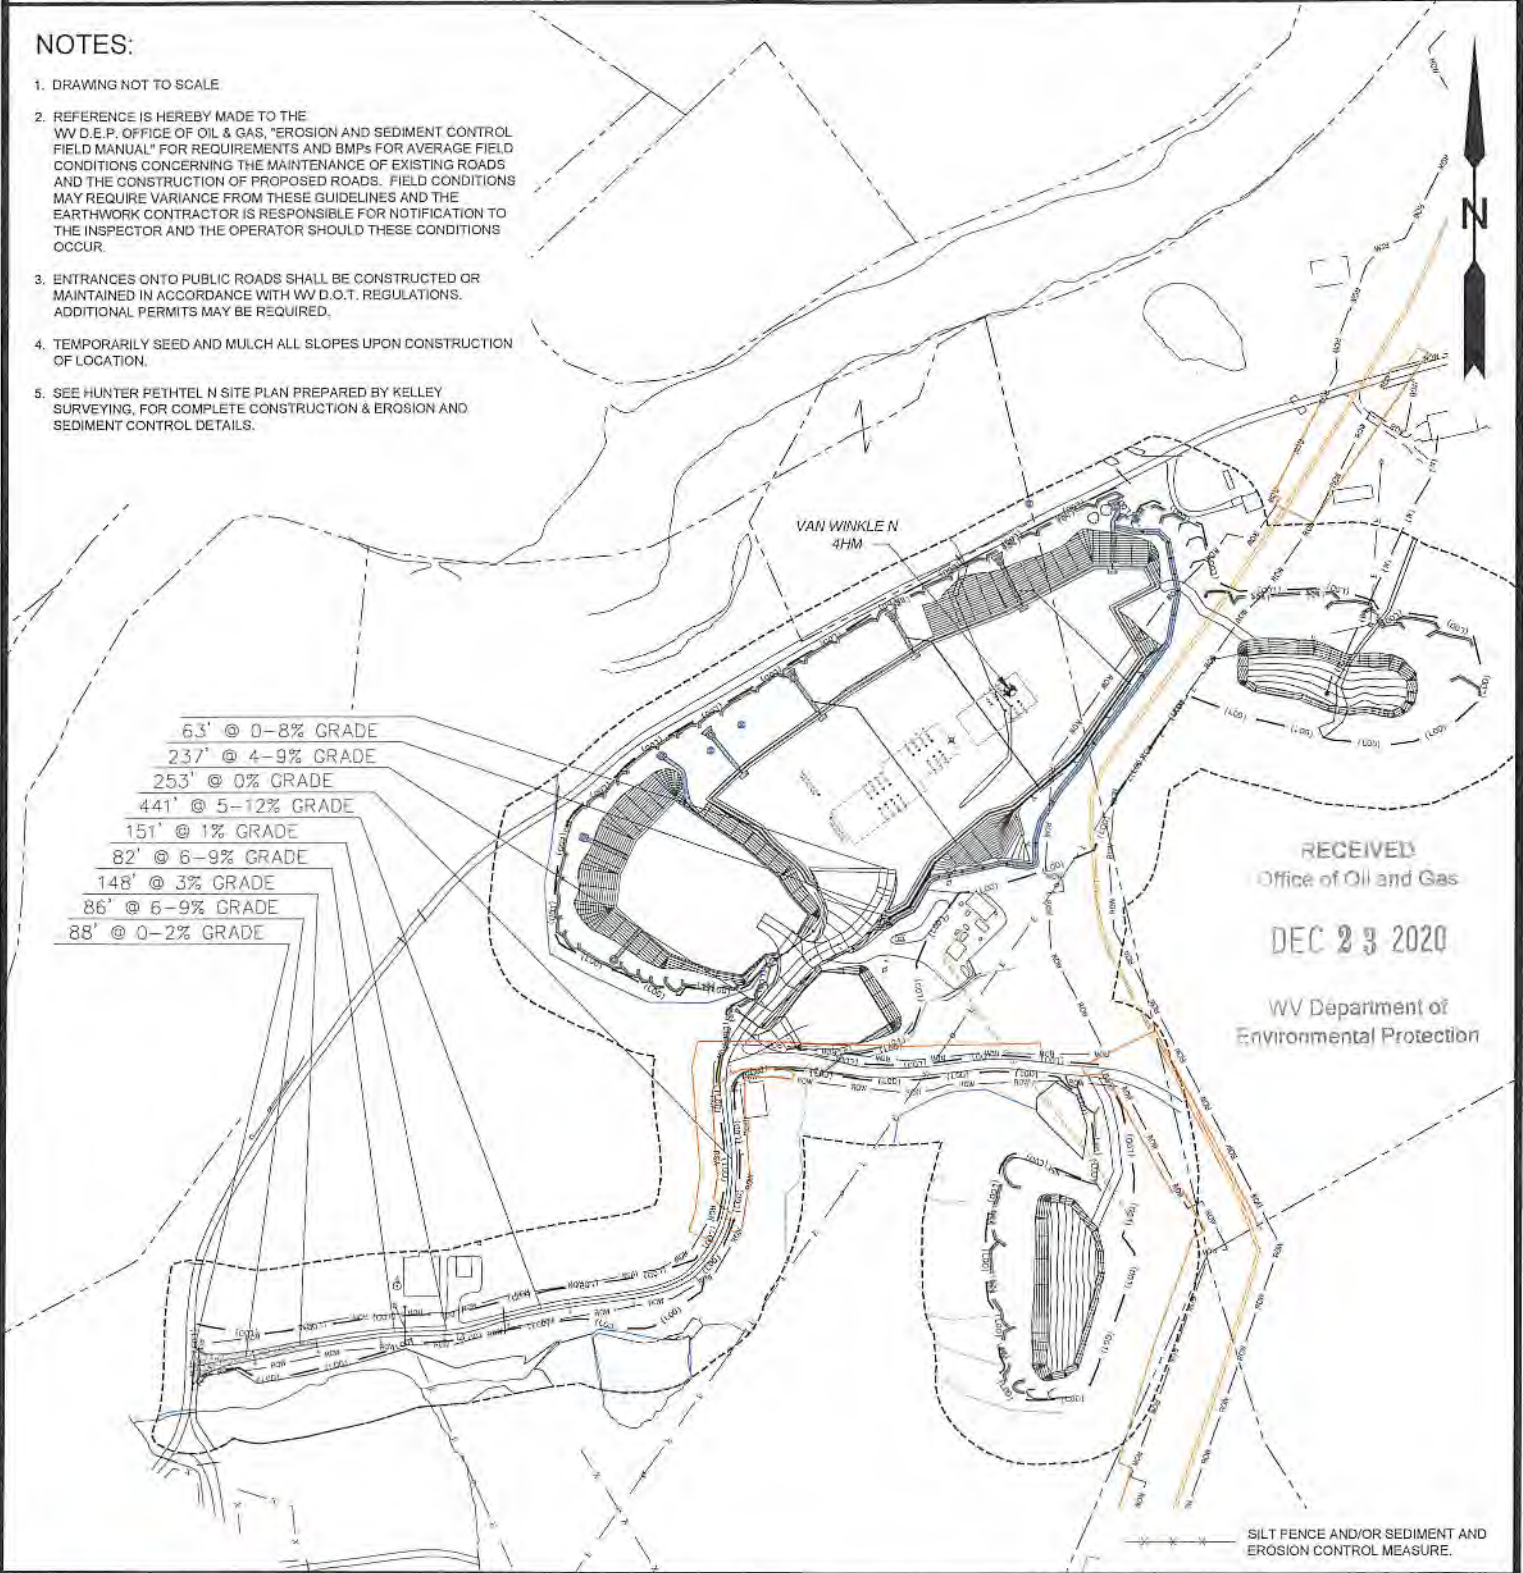 NOTES:
1. DRAWING NOT TO SCALE
2. REFERENCE IS HEREBY MADE TO THE
WV D.E.P. OFFICE OF OIL & GAS, "EROSION AND SEDIMENT CONTROL
FIELD MANUAL" FOR REQUIREMENTS AND BMPs FOR AVERAGE FIELD
CONDITIONS CONCERNING THE MAINTENANCE OF EXISTING ROADS
AND THE CONSTRUCTION OF PROPOSED ROADS. FIELD CONDITIONS
MAY REQUIRE VARIANCE FROM THESE GUIDELINES AND THE
EARTHWORK CONTRACTOR IS RESPONSIBLE FOR NOTIFICATION TO
THE INSPECTOR AND THE OPERATOR SHOULD THESE CONDITIONS
OCCUR.
3. ENTRANCES ONTO PUBLIC ROADS SHALL BE CONSTRUCTED OR
MAINTAINED IN ACCORDANCE WITH WV D.O.T. REGULATIONS.
ADDITIONAL PERMITS MAY BE REQUIRED.
4. TEMPORARILY SEED AND MULCH ALL SLOPES UPON CONSTRUCTION
OF LOCATION.
5. SEE HUNTER PETHTEL N SITE PLAN PREPARED BY KELLEY
SURVEYING, FOR COMPLETE CONSTRUCTION & EROSION AND
SEDIMENT CONTROL DETAILS.
N
VAN WINKLE N
4HM
63' @ 0-8% GRADE
237' @ 4-9% GRADE
253' @ 0% GRADE
441' @ 5-12% GRADE
151' @ 1% GRADE
82' @ 6-9% GRADE
148' @ 3% GRADE
86' @ 6-9% GRADE
88' @ 0-2% GRADE
RECEIVED
Office of Oil and Gas
DEC 23 2020
WV Department of
Environmental Protection
SILT FENCE AND/OR SEDIMENT AND
EROSION CONTROL MEASURE.